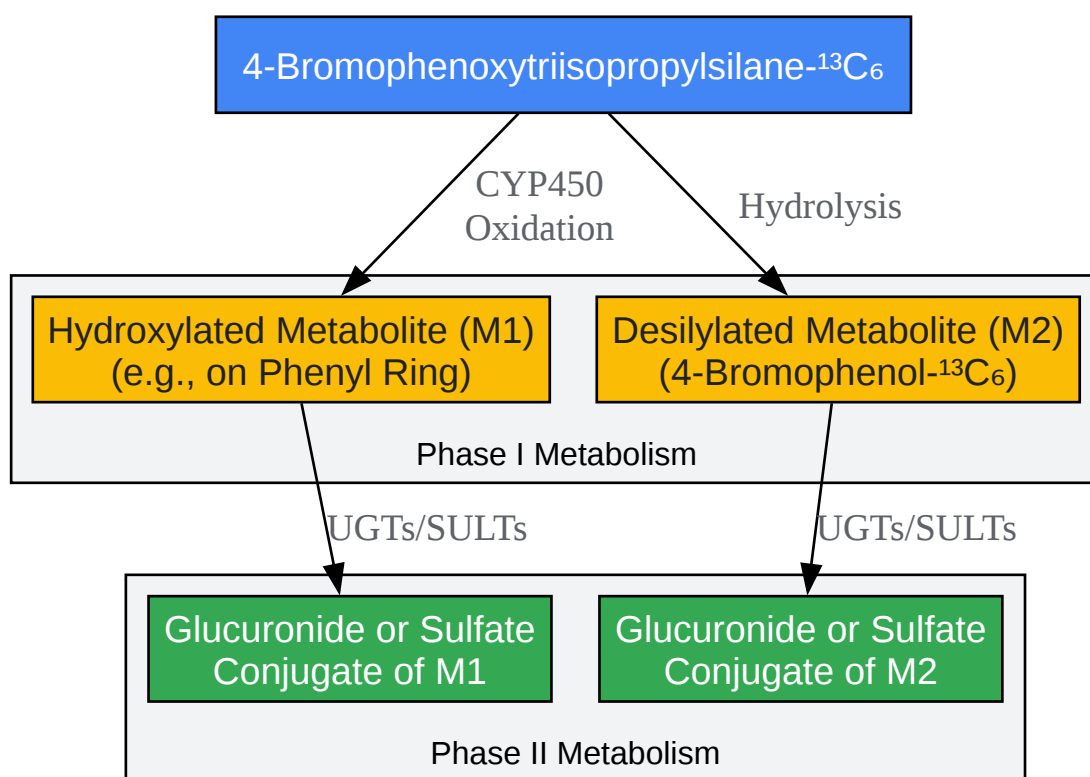 4-Bromophenoxytriisopropylsilane-¹³C₆
CYP450
Oxidation
Hydrolysis
Hydroxylated Metabolite (M1)
(e.g., on Phenyl Ring)
Desilylated Metabolite (M2)
(4-Bromophenol-¹³C₆)
Phase I Metabolism
UGTs/SULTs
UGTs/SULTs
Glucuronide or Sulfate
Conjugate of M1
Glucuronide or Sulfate
Conjugate of M2
Phase II Metabolism